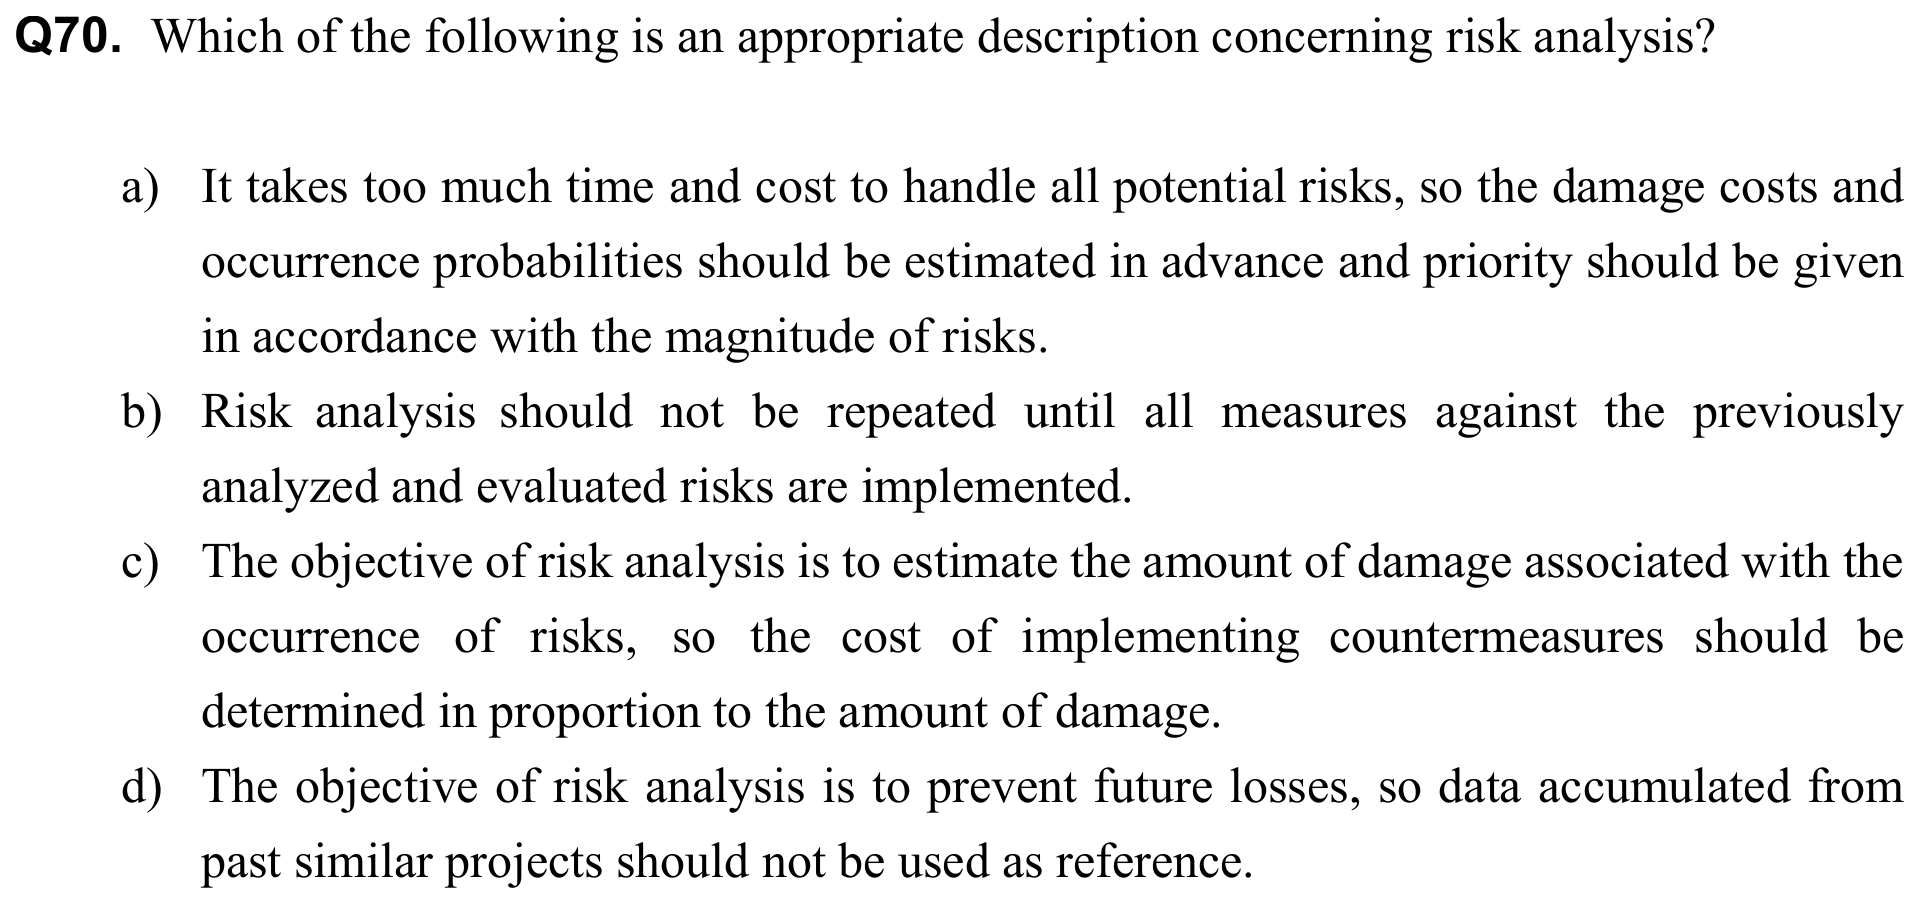 Q70. Which of the following is an appropriate description concerning risk analysis?
a) It takes too much time and cost to handle all potential risks, so the damage costs and
occurrence probabilities should be estimated in advance and priority should be given
in accordance with the magnitude of risks.
b) Risk analysis should not be repeated until all measures against the previously
analyzed and evaluated risks are implemented.
c) The objective of risk analysis is to estimate the amount of damage associated with the
occurrence of risks, so the cost of implementing countermeasures should be
determined in proportion to the amount of damage.
d) The objective of risk analysis is to prevent future losses, so data accumulated from
past similar projects should not be used as reference.